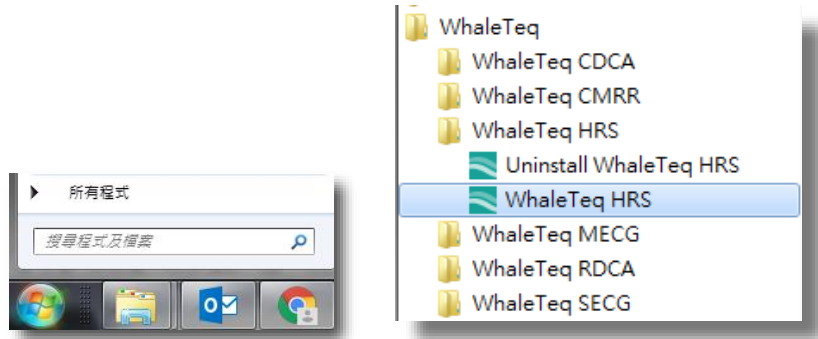 所有程式
搜尋程式及檔案
WhaleTeq
WhaleTeq CDCA
WhaleTeq CMRR
WhaleTeq HRS
Uninstall WhaleTeq HRS
WhaleTeq HRS
WhaleTeq MECG
WhaleTeq RDCA
WhaleTeq SECG